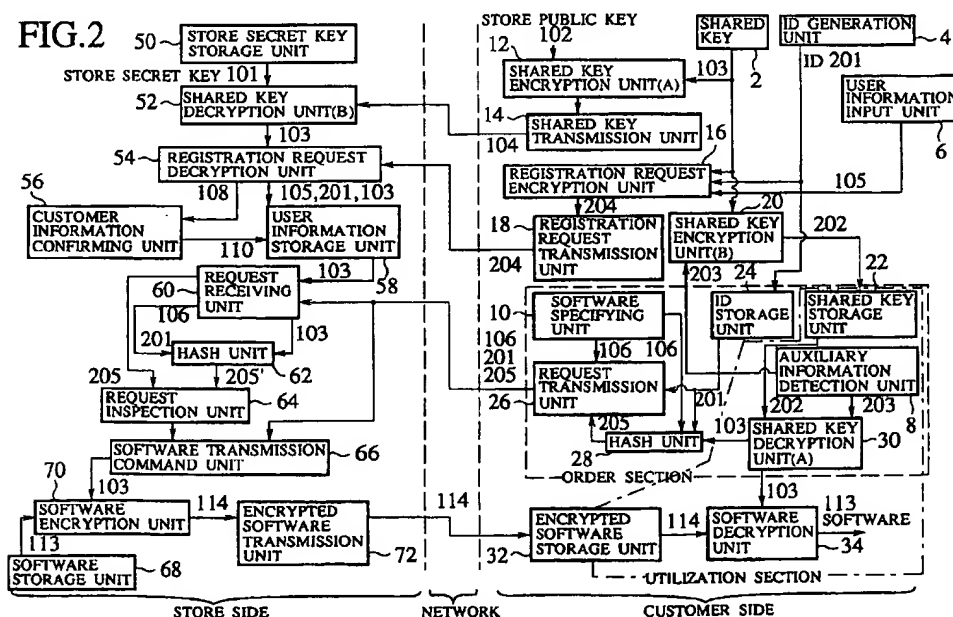 FIG.2
50
STORE SECRET KEY
STORAGE UNIT
STORE SECRET KEY 101
52
SHARED KEY
DECRYPTION UNIT(B)
103
54
REGISTRATION REQUEST
DECRYPTION UNIT
108
105,201,103
56
CUSTOMER
INFORMATION
CONFIRMING UNIT
110
USER
INFORMATION
STORAGE UNIT
58
103
60
REQUEST
RECEIVING
UNIT
106
103
201
HASH UNIT
62
205
205'
REQUEST
INSPECTION UNIT
64
SOFTWARE TRANSMISSION
COMMAND UNIT
66
103
70
SOFTWARE
ENCRYPTION UNIT
114
ENCRYPTED
SOFTWARE
TRANSMISSION
UNIT
72
113
SOFTWARE
STORAGE UNIT
68
STORE SIDE
114
NETWORK
STORE PUBLIC KEY
102
12
SHARED KEY
ENCRYPTION UNIT(A)
103
SHARED
KEY
2
ID GENERATION
UNIT
4
ID 201
USER
INFORMATION
INPUT UNIT
6
14
SHARED KEY
TRANSMISSION UNIT
104
16
REGISTRATION REQUEST
ENCRYPTION UNIT
105
204
18
REGISTRATION
REQUEST
TRANSMISSION
UNIT
204
20
SHARED KEY
ENCRYPTION
UNIT(B)
202
203
24
22
10
SOFTWARE
SPECIFYING
UNIT
ID
STORAGE
UNIT
SHARED KEY
STORAGE
UNIT
106
201
205
106
106
REQUEST
TRANSMISSION
UNIT
26
201
AUXILIARY
INFORMATION
DETECTION UNIT
8
202
203
205
HASH UNIT
28
103
SHARED KEY
DECRYPTION
UNIT(A)
30
ORDER SECTION
103
ENCRYPTED
SOFTWARE
STORAGE UNIT
32
114
SOFTWARE
DECRYPTION
UNIT
34
113
SOFTWARE
UTILIZATION SECTION
CUSTOMER SIDE